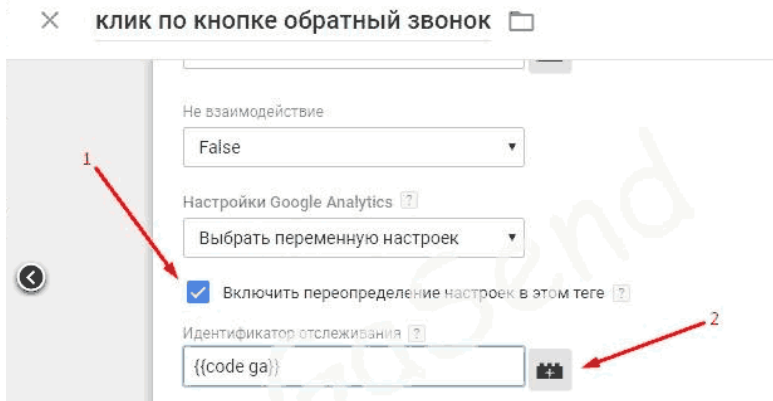 клик по кнопке обратный звонок
Не взаимодействие
False
1
Настройки Google Analytics ?
Выбрать переменную настроек
Включить переопределение настроек в этом теге ?
2
Идентификатор отслеживания ?
{{code ga}}
GaSend